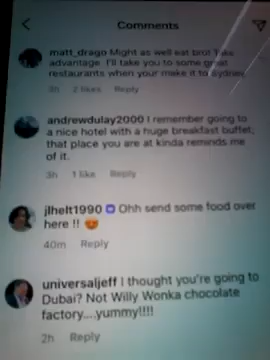 Comments
matt_drago Might as well eat bro! Take
advantage. I'll take you to some great
restaurants when your make it to sydney
3h 2 likes Reply
andrewdulay2000 I remember going to
a nice hotel with a huge breakfast buffet;
that place you are at kinda reminds me
of it.
3h 1 like Reply
jlhelt1990 Ohh send some food over
here !!
40m Reply
universaljeff I thought you're going to
Dubai? Not Willy Wonka chocolate
factory....yummy!!!!
2h Reply